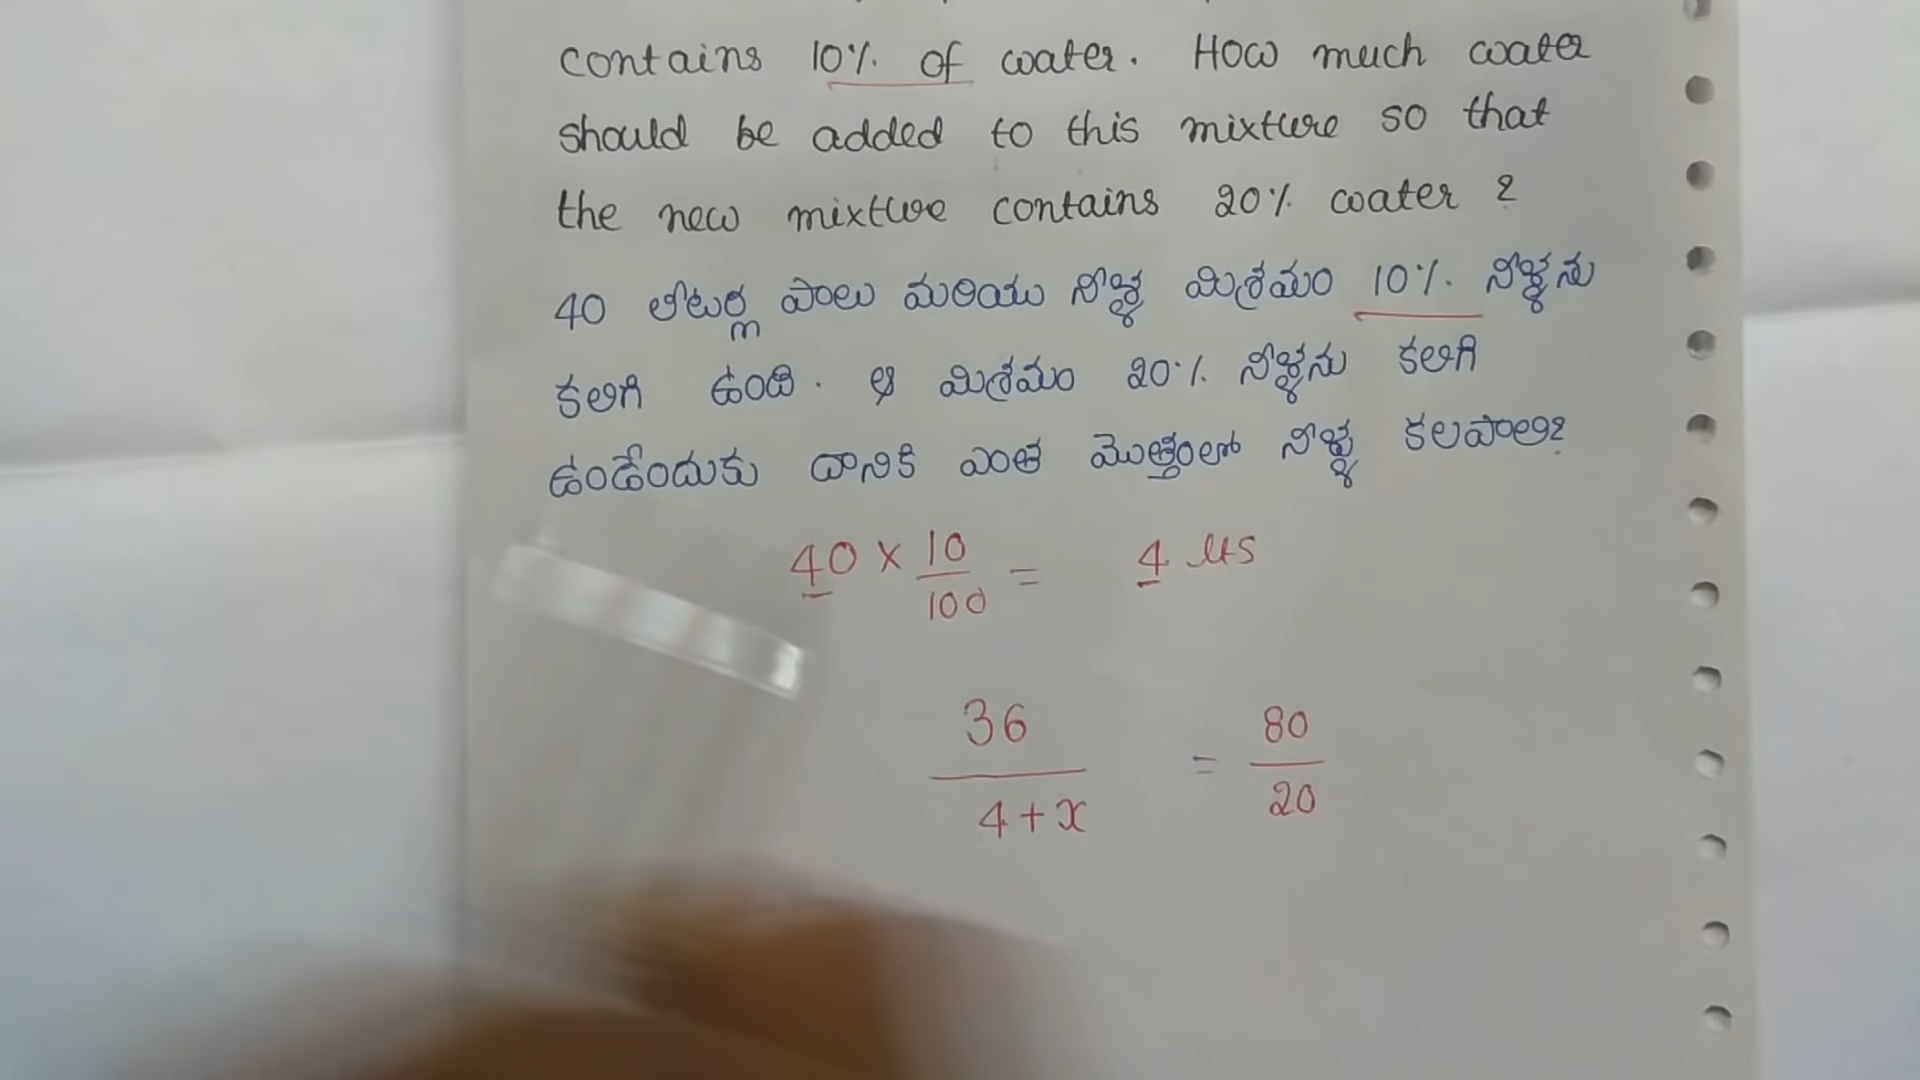 contains 10%. of water. How much water
should be added to this mixture so that
the new mixture contains 20%. water ?
40 లీటర్ల పాలు మరియు నీళ్ళ మిశ్రమం 10%. నీళ్ళను
కలిగి ఉంది. ఆ మిశ్రమం 20%. నీళ్ళను కలిగి
ఉండేందుకు దానికి ఎంత మొత్తంలో నీళ్ళు కలపాలి?
40 × 10/100 = 4 lts
36/4+x = 80/20